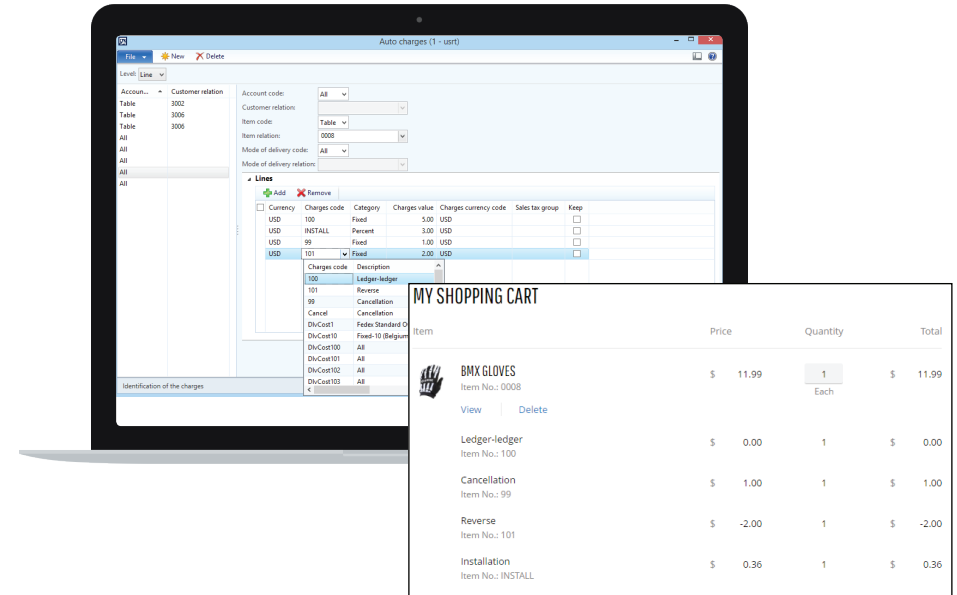 Auto charges (1 - usrt)
File New Delete
Level: Line
Accoun... Customer relation
Table 3002
Table 3006
Table 3006
All
All
All
All
All
Account code: All
Customer relation:
Item code: Table
Item relation: 0008
Mode of delivery code: All
Mode of delivery relation:
Lines
Add Remove
Currency Charges code Category Charges value Charges currency code Sales tax group Keep
USD 100 Fixed 5.00 USD
USD INSTALL Percent 3.00 USD
USD 99 Fixed 1.00 USD
USD 101 Fixed 2.00 USD
Charges code Description
100 Ledger-ledger
101 Reverse
99 Cancellation
Cancel Cancellation
DlvCost1 Fedex Standard O
DlvCost10 Fixed-10 (Belgium
DlvCost100 All
DlvCost101 All
DlvCost102 All
DlvCost103 All
Identification of the charges
MY SHOPPING CART
Item Price Quantity Total
BMX GLOVES $ 11.99 1 $ 11.99
Item No.: 0008 Each
View Delete
Ledger-ledger $ 0.00 1 $ 0.00
Item No.: 100
Cancellation $ 1.00 1 $ 1.00
Item No.: 99
Reverse $ -2.00 1 $ -2.00
Item No.: 101
Installation $ 0.36 1 $ 0.36
Item No.: INSTALL